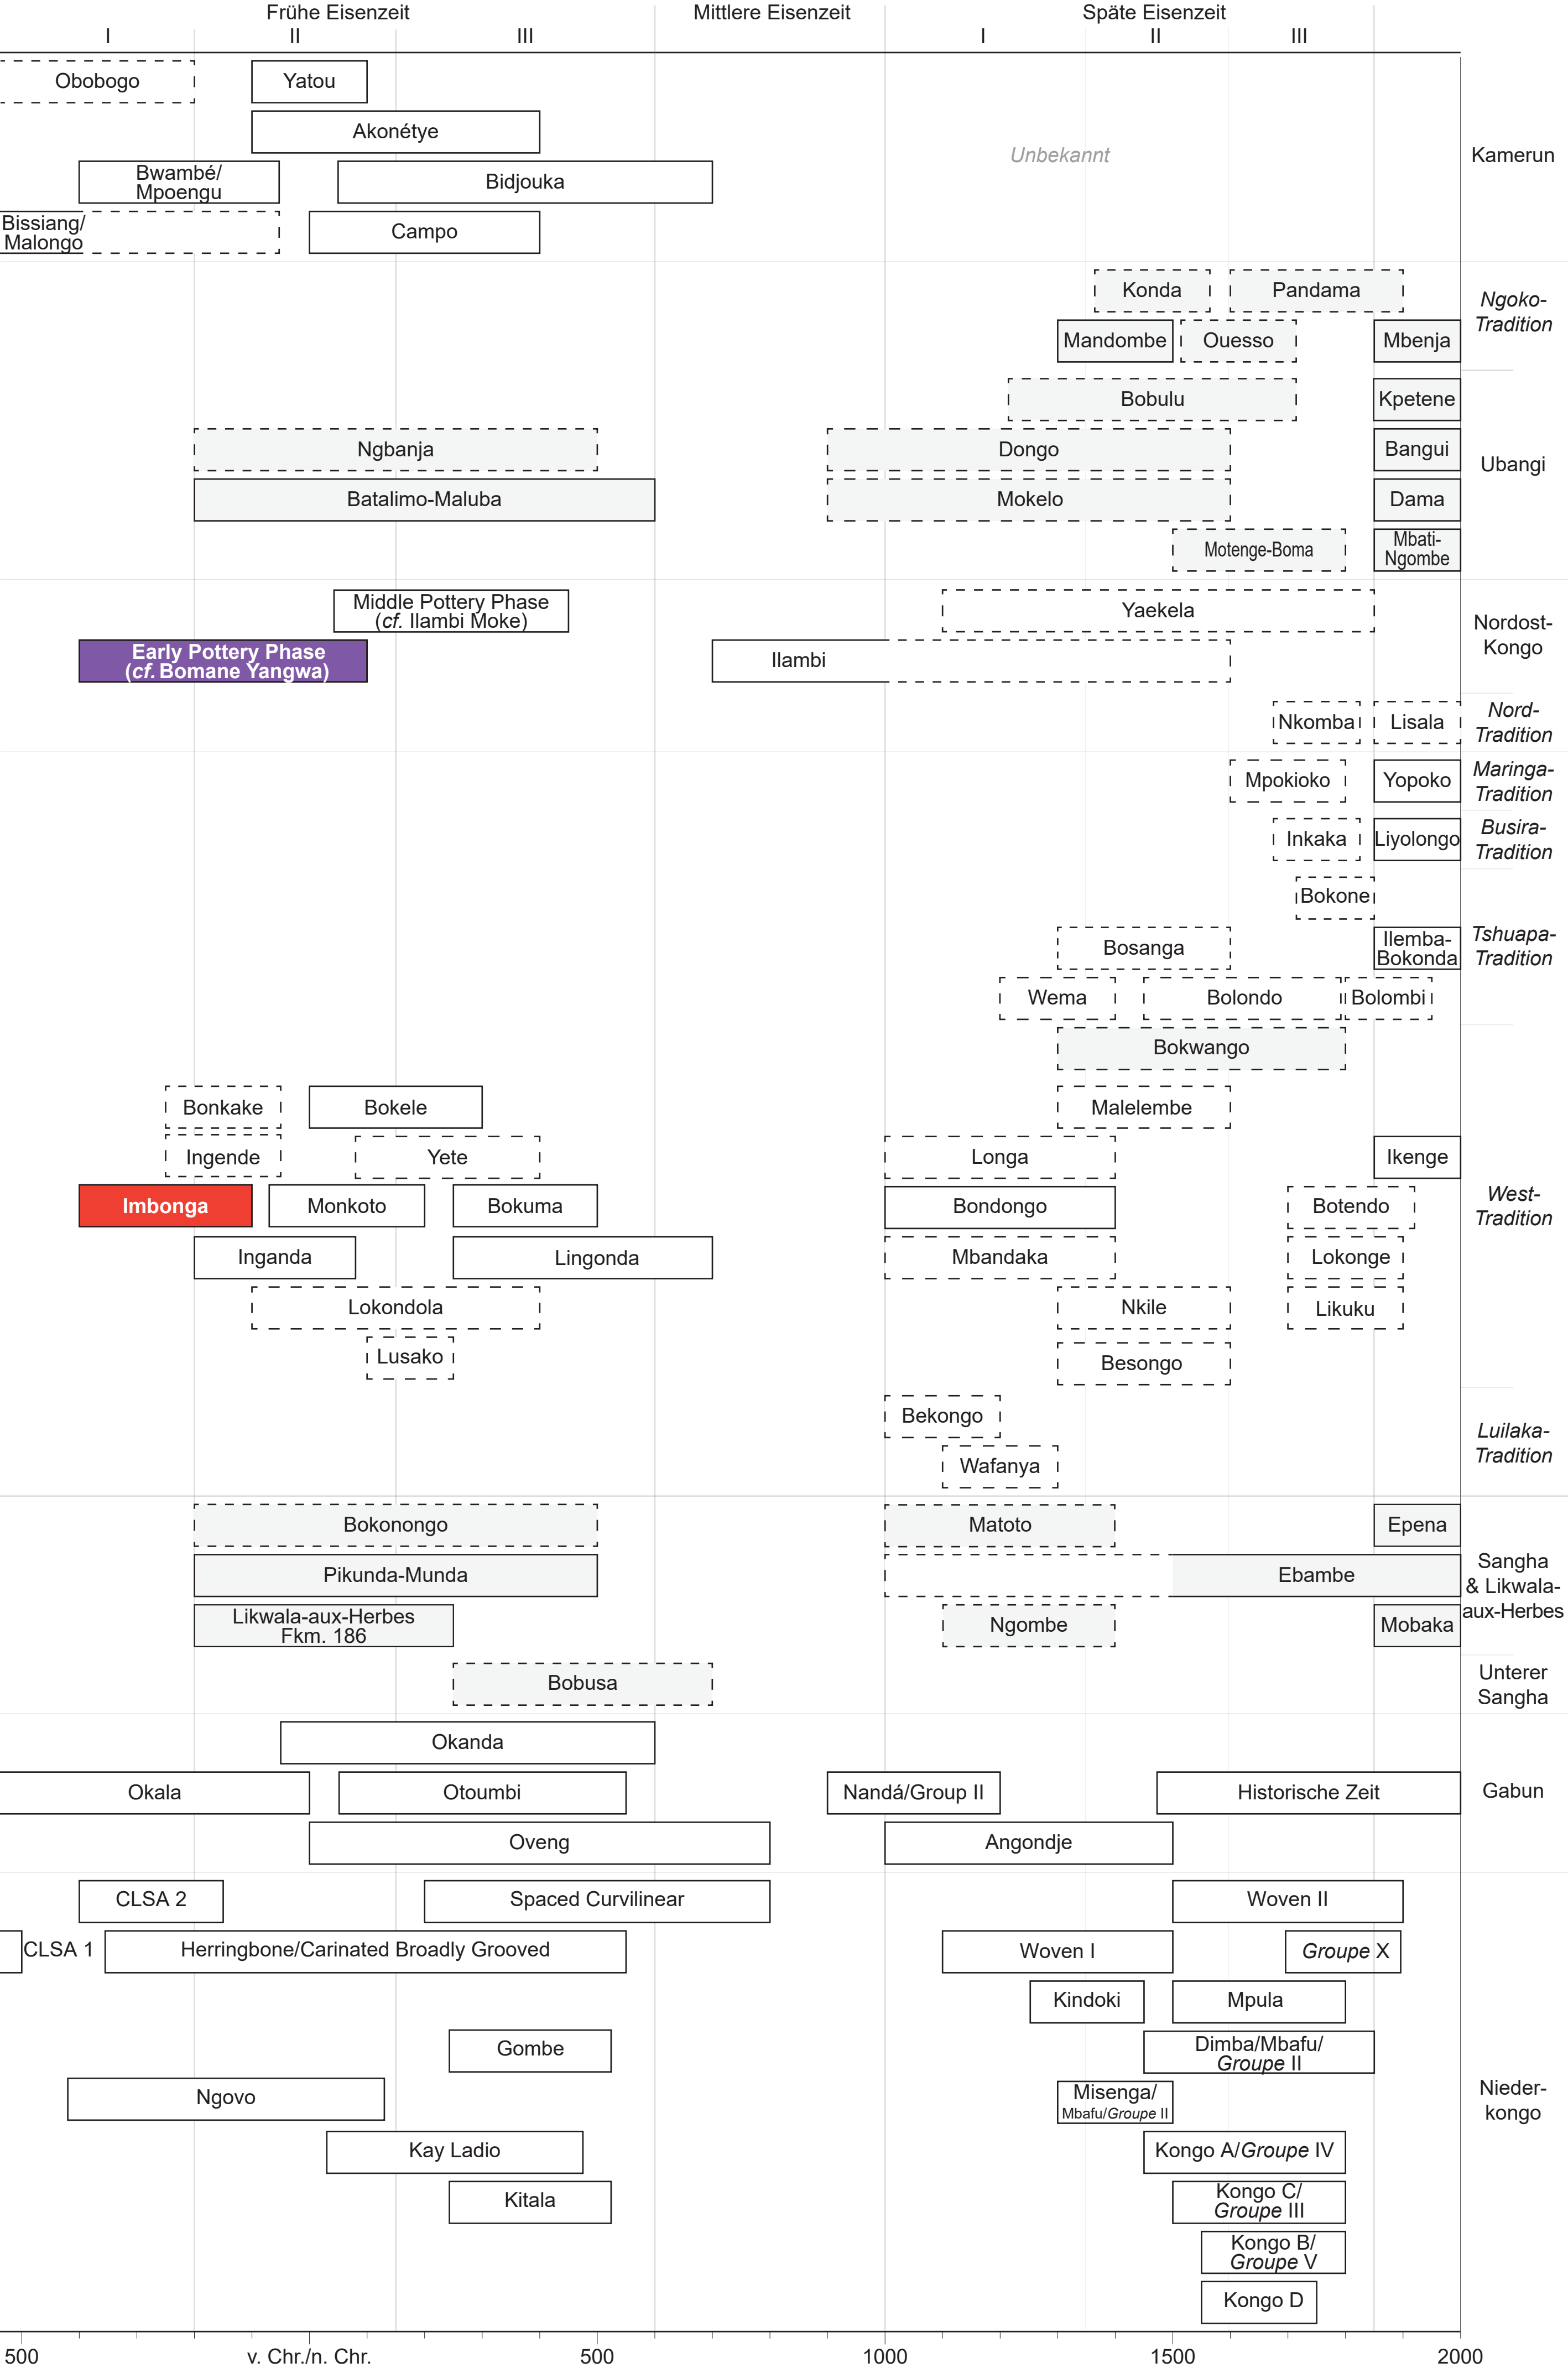 Frühe Eisenzeit
Mittlere Eisenzeit
Späte Eisenzeit
I
II
III
I
II
III
Obobogo
Yatou
Akonétye
Bwambé/
Mpoengu
Bidjouka
Bissiang/
Malongo
Campo
Unbekannt
Kamerun
Konda
Pandama
Mandombe
Ouesso
Mbenja
Ngoko-
Tradition
Bobulu
Kpetene
Ngbanja
Dongo
Bangui
Batalimo-Maluba
Mokelo
Dama
Motenge-Boma
Mbati-
Ngombe
Ubangi
Middle Pottery Phase
(cf. Ilambi Moke)
Yaekela
Early Pottery Phase
(cf. Bomane Yangwa)
Ilambi
Nordost-
Kongo
Nkomba
Lisala
Nord-
Tradition
Mpokioko
Yopoko
Maringa-
Tradition
Inkaka
Liyolongo
Busira-
Tradition
Bokone
Bosanga
Ilemba-
Bokonda
Wema
Bolondo
Bolombi
Tshuapa-
Tradition
Bokwango
Bonkake
Bokele
Malelembe
Ingende
Yete
Longa
Ikenge
Imbonga
Monkoto
Bokuma
Bondongo
Botendo
Inganda
Lingonda
Mbandaka
Lokonge
Lokondola
Nkile
Likuku
Lusako
Besongo
West-
Tradition
Bekongo
Wafanya
Luilaka-
Tradition
Bokonongo
Matoto
Epena
Pikunda-Munda
Ebambe
Likwala-aux-Herbes
Fkm. 186
Ngombe
Mobaka
Sangha
& Likwala-
aux-Herbes
Bobusa
Unterer
Sangha
Okanda
Okala
Otoumbi
Nandá/Group II
Historische Zeit
Oveng
Angondje
Gabun
CLSA 2
Spaced Curvilinear
Woven II
CLSA 1
Herringbone/Carinated Broadly Grooved
Woven I
Groupe X
Kindoki
Mpula
Gombe
Dimba/Mbafu/
Groupe II
Ngovo
Misenga/
Mbafu/Groupe II
Kay Ladio
Kongo A/Groupe IV
Kitala
Kongo C/
Groupe III
Kongo B/
Groupe V
Kongo D
Nieder-
kongo
500
v. Chr./n. Chr.
500
1000
1500
2000